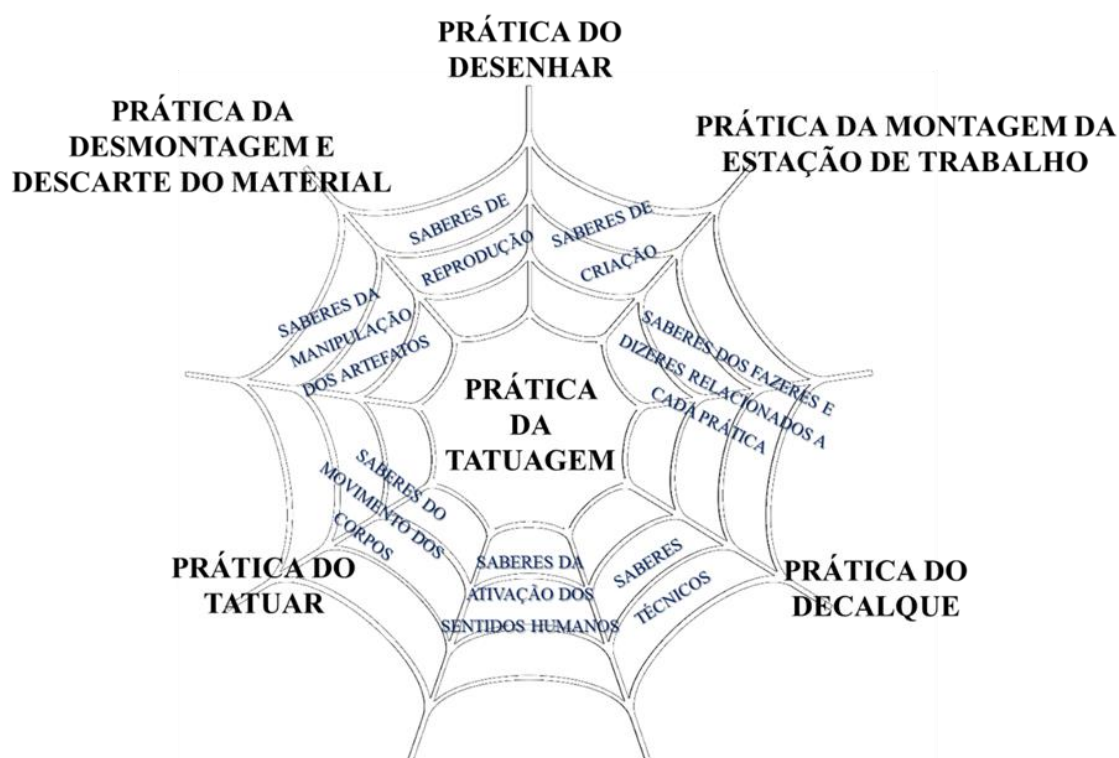 PRÁTICA DO
DESENHAR
PRÁTICA DA
DESMONTAGEM E
DESCARTE DO MATERIAL
PRÁTICA DA MONTAGEM DA
ESTAÇÃO DE TRABALHO
SABERES DE
REPRODUÇÃO
SABERES DE
CRIAÇÃO
SABERES DA
MANIPULAÇÃO
DOS ARTEFATOS
SABERES DOS FAZERES E
DIZERES RELACIONADOS A
CADA PRÁTICA
PRÁTICA
DA
TATUAGEM
SABERES DO
MOVIMENTO DOS
CORPOS
SABERES DA
ATIVAÇÃO DOS
SENTIDOS HUMANOS
SABERES
TÉCNICOS
PRÁTICA DO
TATUAR
PRÁTICA DO
DECALQUE